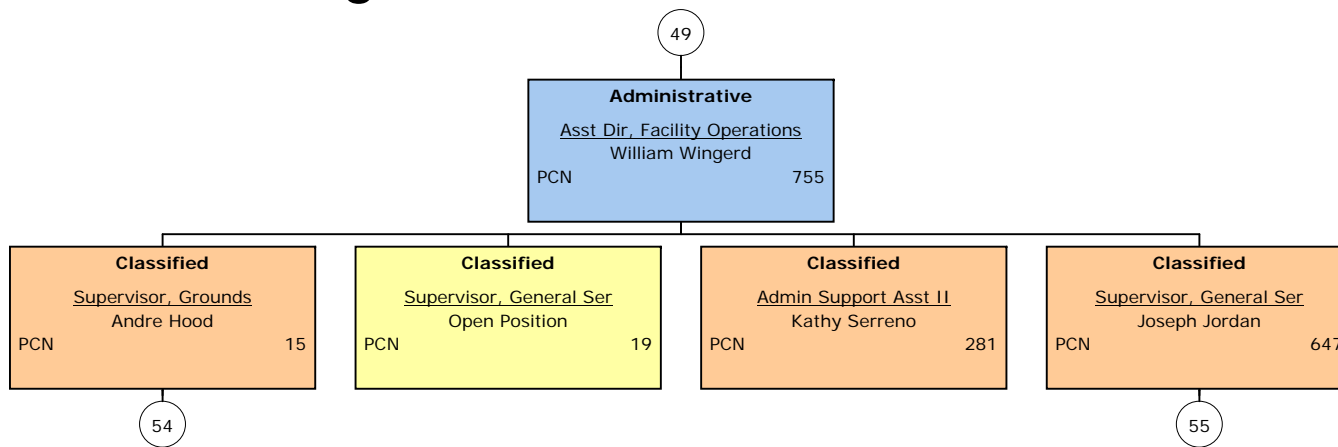 49
Administrative
Asst Dir, Facility Operations
William Wingerd
PCN 755
Classified
Supervisor, Grounds
Andre Hood
PCN 15
Classified
Supervisor, General Ser
Open Position
PCN 19
Classified
Admin Support Asst II
Kathy Serreno
PCN 281
Classified
Supervisor, General Ser
Joseph Jordan
PCN 647
54
55